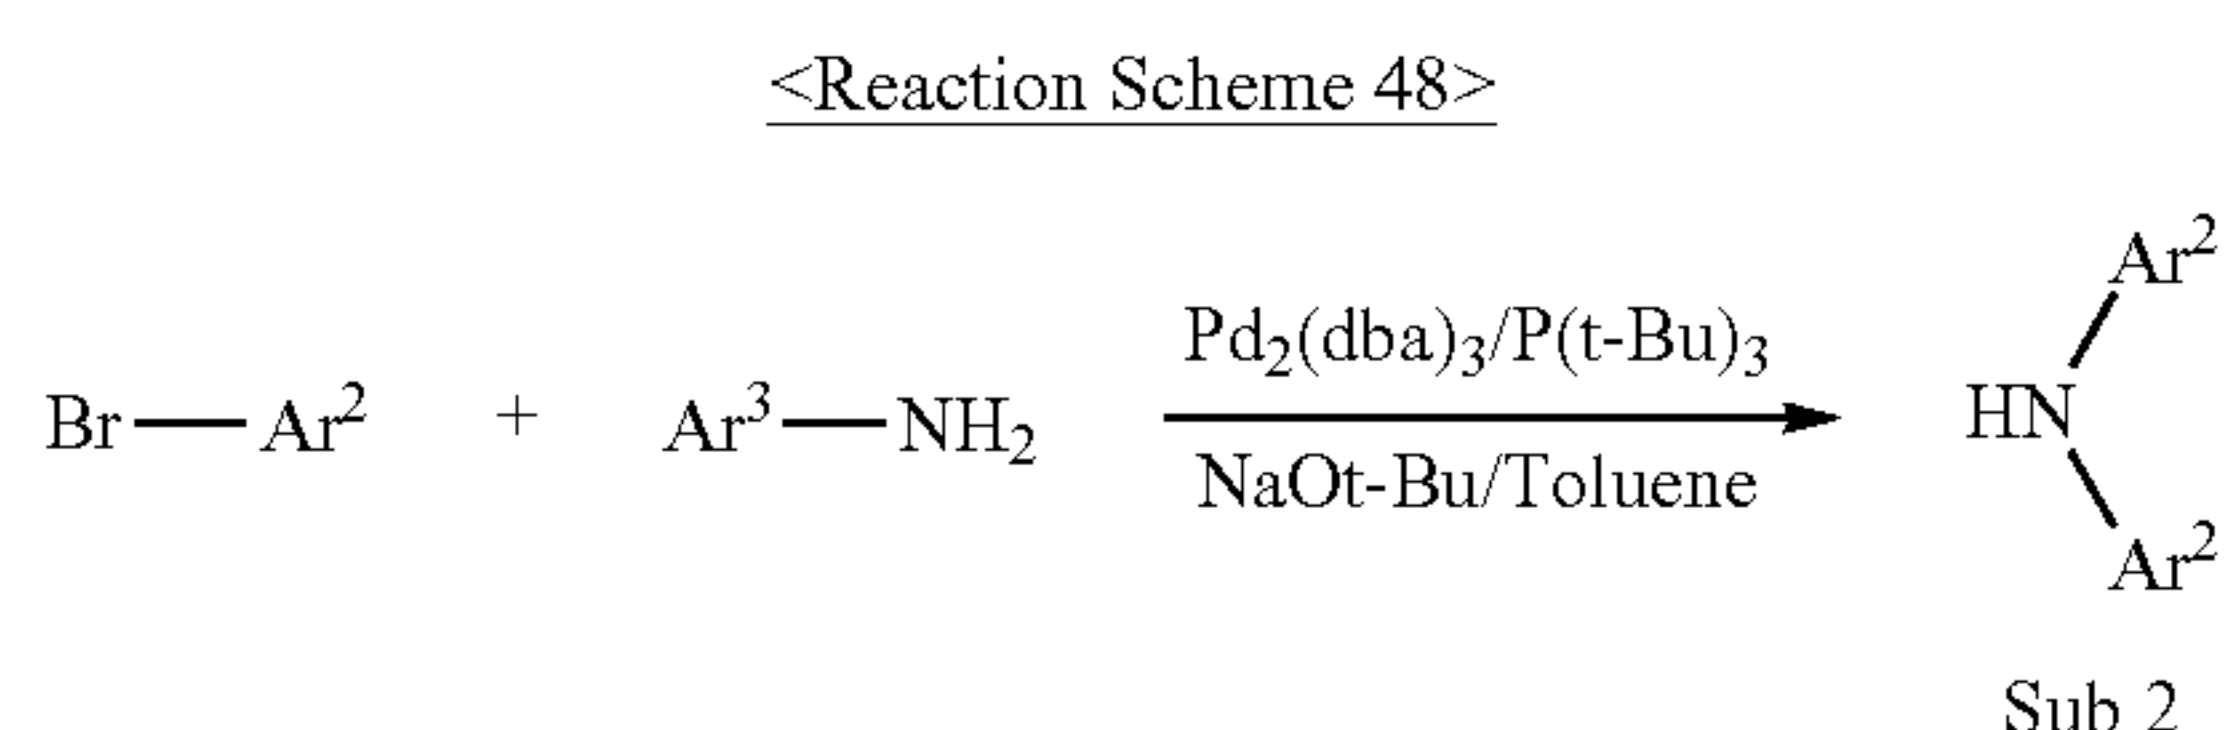 <Reaction Scheme 48>
Ar²
Pd₂(dba)₃/P(t-Bu)₃
Br — Ar² + Ar³ — NH₂ HN
NaOt-Bu/Toluene
Ar²
Sub 2